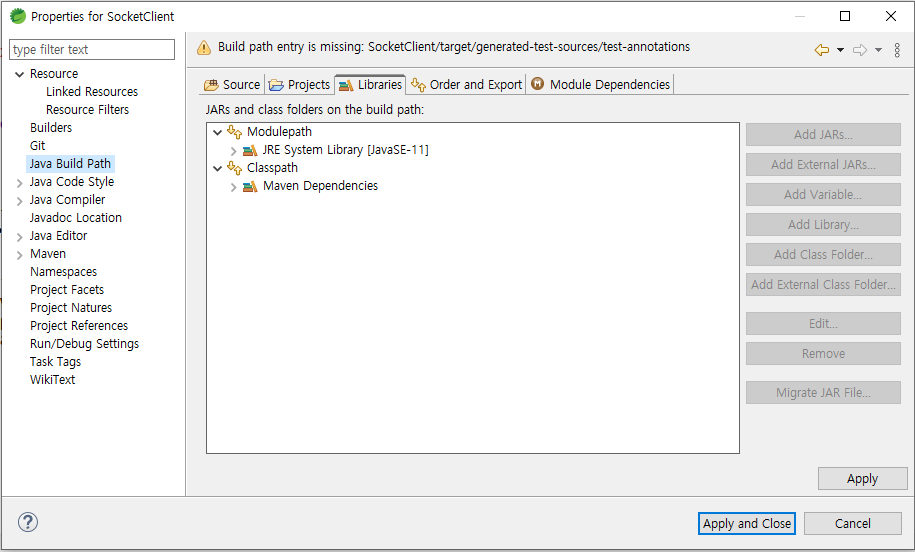 Properties for SocketClient
type filter text
Build path entry is missing: SocketClient/target/generated-test-sources/test-annotations
Resource
Linked Resources
Resource Filters
Builders
Git
Java Build Path
Java Code Style
Java Compiler
Javadoc Location
Java Editor
Maven
Namespaces
Project Facets
Project Natures
Project References
Run/Debug Settings
Task Tags
WikiText
Source Projects Libraries Order and Export Module Dependencies
JARs and class folders on the build path:
Modulepath
JRE System Library [JavaSE-11]
Classpath
Maven Dependencies
Add JARs...
Add External JARs...
Add Variable...
Add Library...
Add Class Folder...
Add External Class Folder...
Edit...
Remove
Migrate JAR File...
Apply
Apply and Close Cancel